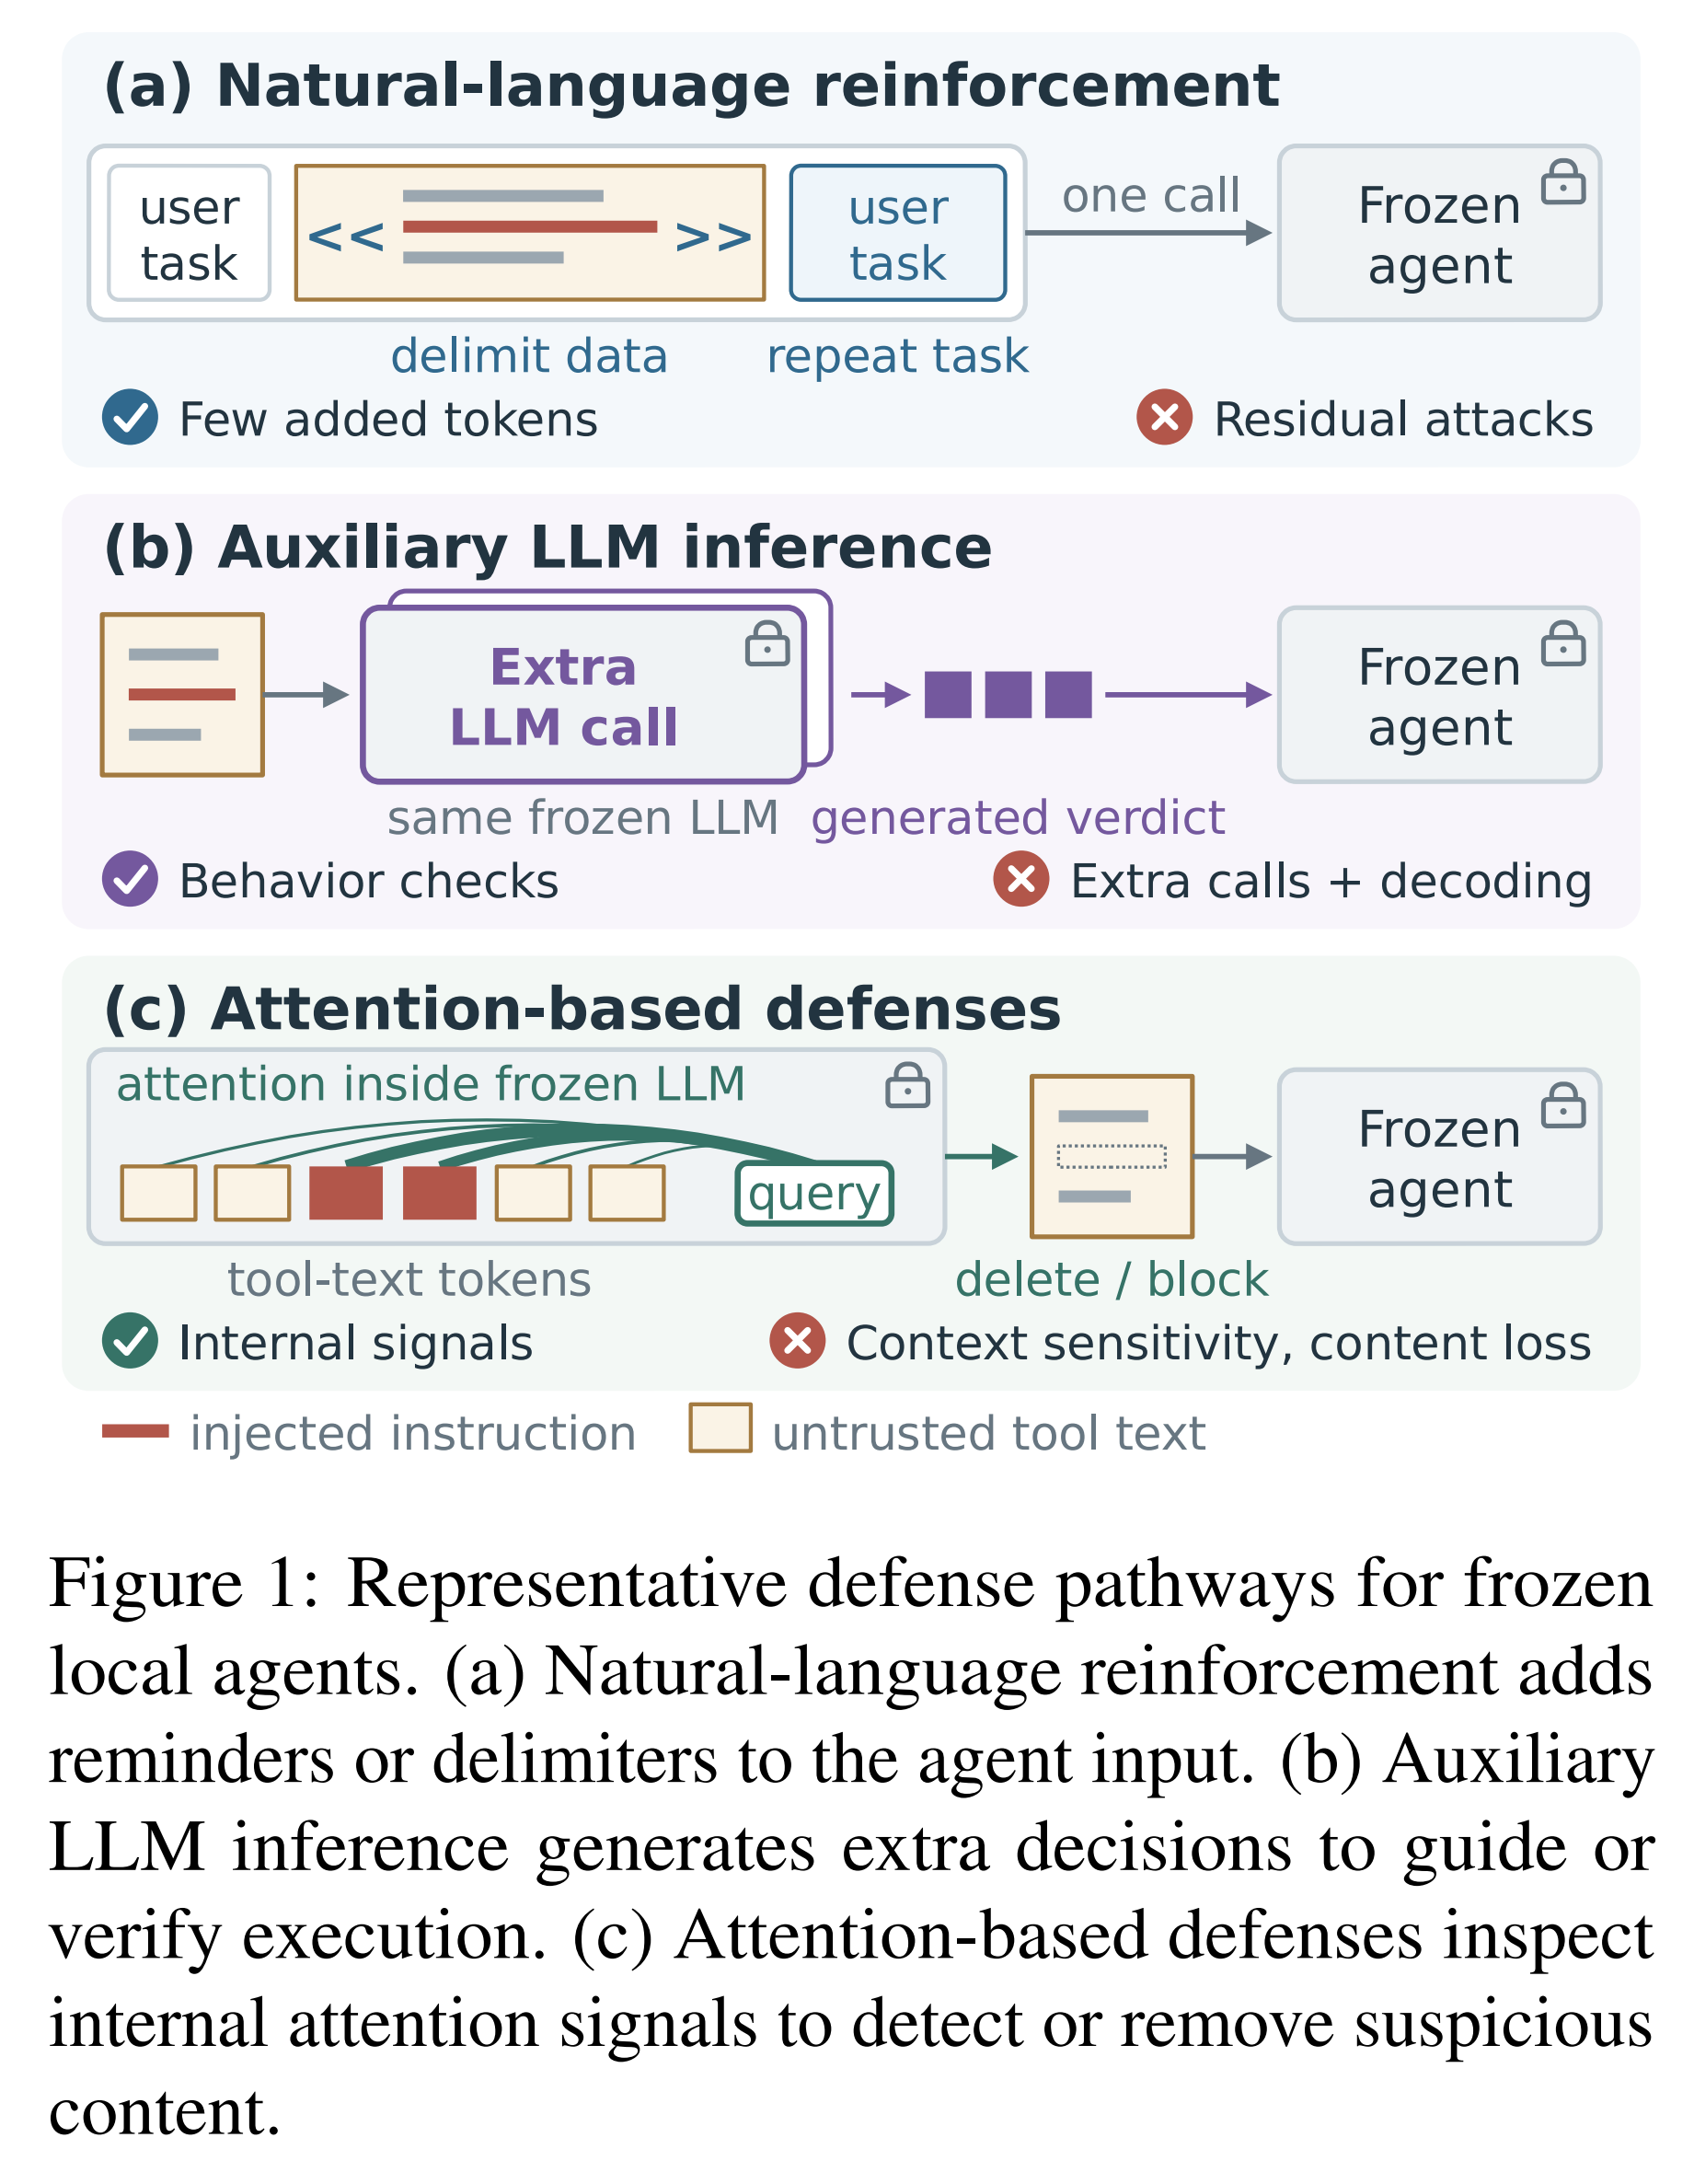 (a) Natural-language reinforcement
user
task
<<
>>
user
task
one call
Frozen
agent
delimit data
repeat task
Few added tokens
Residual attacks
(b) Auxiliary LLM inference
Extra
LLM call
Frozen
agent
same frozen LLM
generated verdict
Behavior checks
Extra calls + decoding
(c) Attention-based defenses
attention inside frozen LLM
query
Frozen
agent
tool-text tokens
delete / block
Internal signals
Context sensitivity, content loss
injected instruction
untrusted tool text
Figure 1: Representative defense pathways for frozen
local agents. (a) Natural-language reinforcement adds
reminders or delimiters to the agent input. (b) Auxiliary
LLM inference generates extra decisions to guide or
verify execution. (c) Attention-based defenses inspect
internal attention signals to detect or remove suspicious
content.